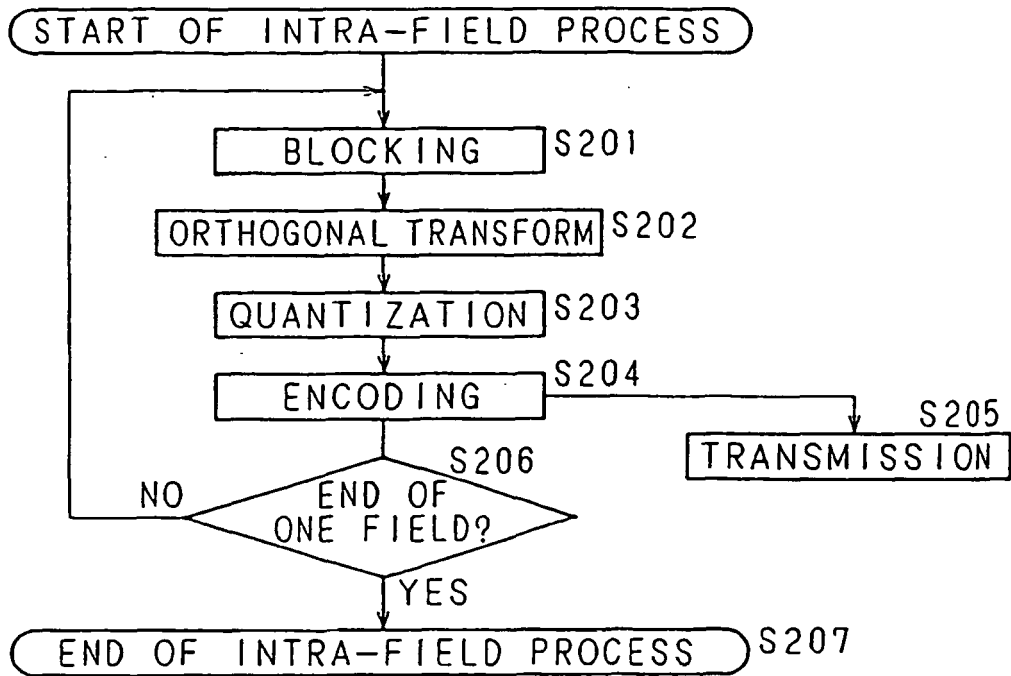 START OF INTRA-FIELD PROCESS
BLOCKING S201
ORTHOGONAL TRANSFORM S202
QUANTIZATION S203
ENCODING S204
S205
TRANSMISSION
S206
NO
END OF
ONE FIELD?
YES
END OF INTRA-FIELD PROCESS S207